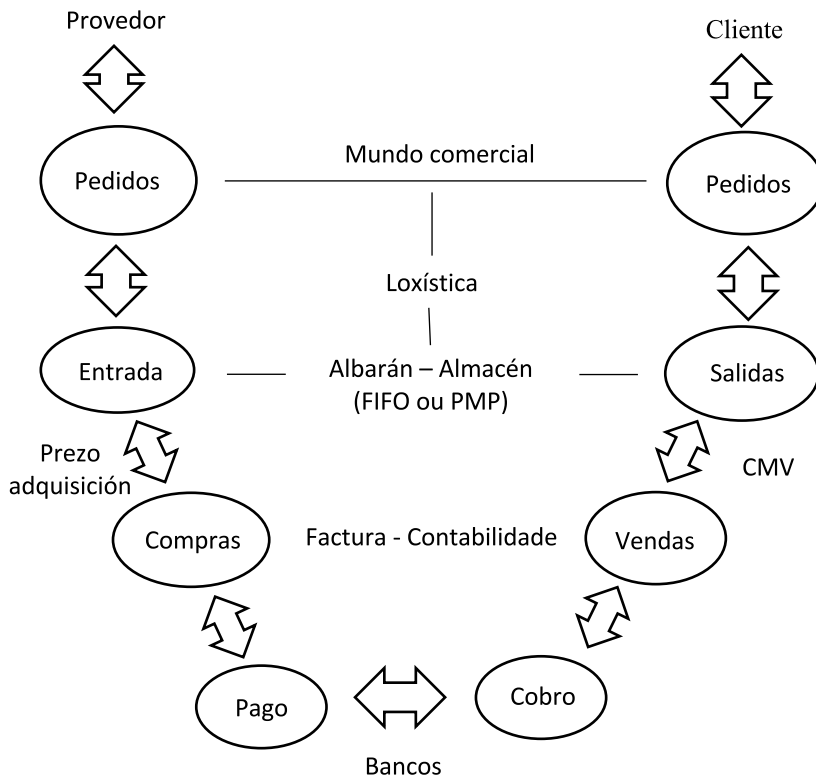 Provedor
Cliente
Pedidos
Mundo comercial
Pedidos
Loxística
Entrada
Albarán – Almacén
(FIFO ou PMP)
Salidas
Prezo
adquisición
CMV
Compras
Factura - Contabilidade
Vendas
Pago
Cobro
Bancos